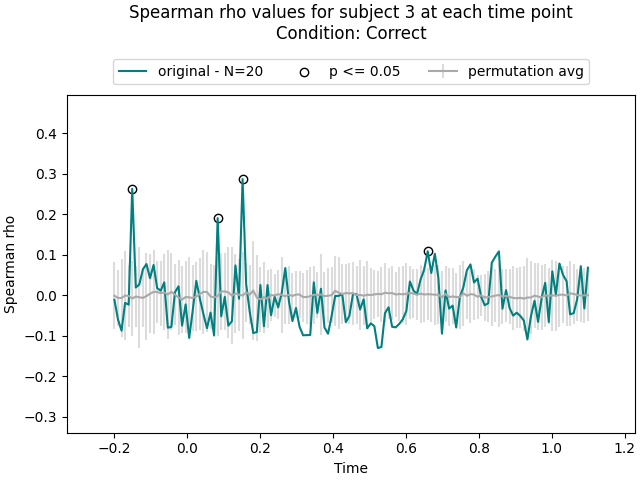 Spearman rho values for subject 3 at each time point
Condition: Correct
original - N=20 p <= 0.05 permutation avg
0.4
0.3
0.2
0.1
0.0
−0.1
−0.2
−0.3
Spearman rho
−0.2 0.0 0.2 0.4 0.6 0.8 1.0 1.2
Time